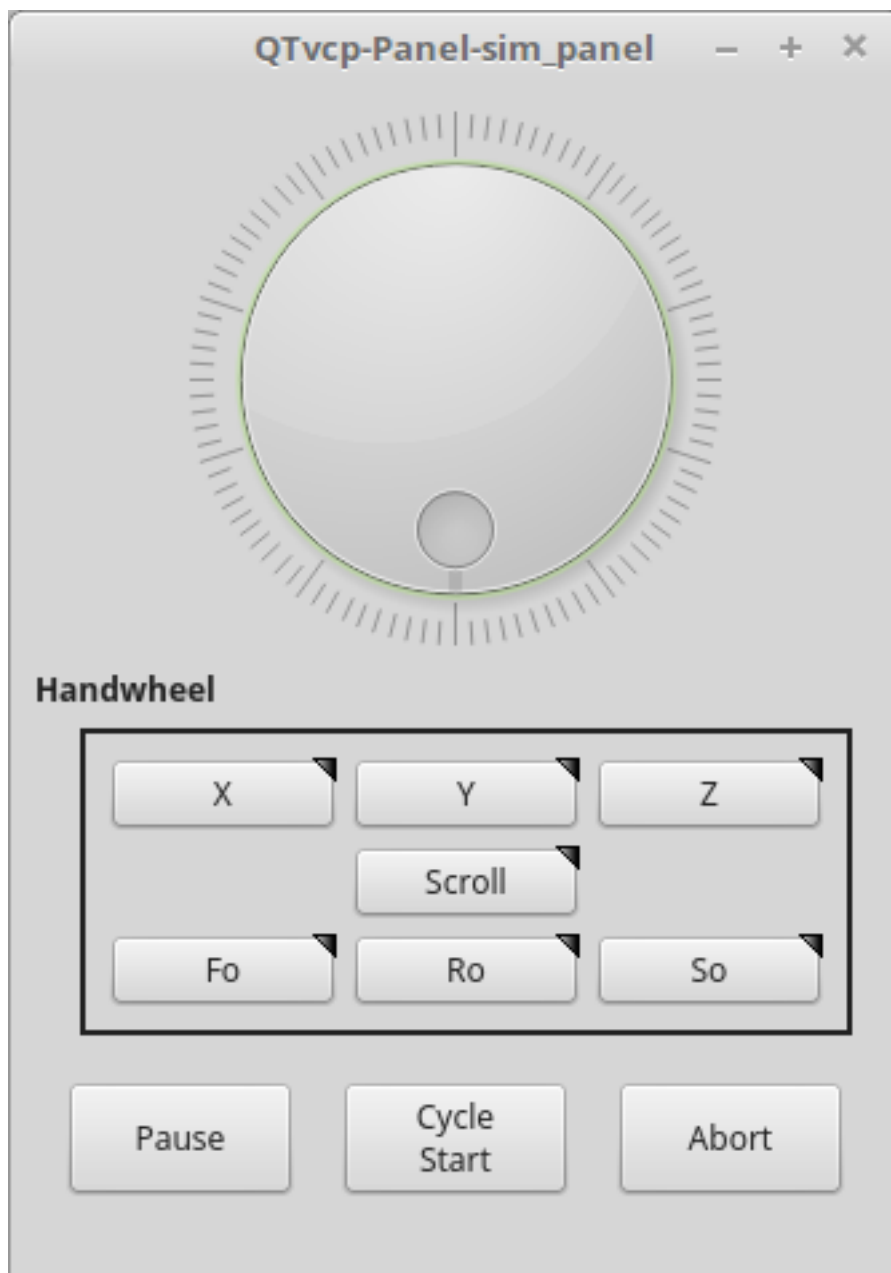 QTvcp-Panel-sim_panel
Handwheel
X Y Z
Scroll
Fo Ro So
Pause
Cycle
Start
Abort